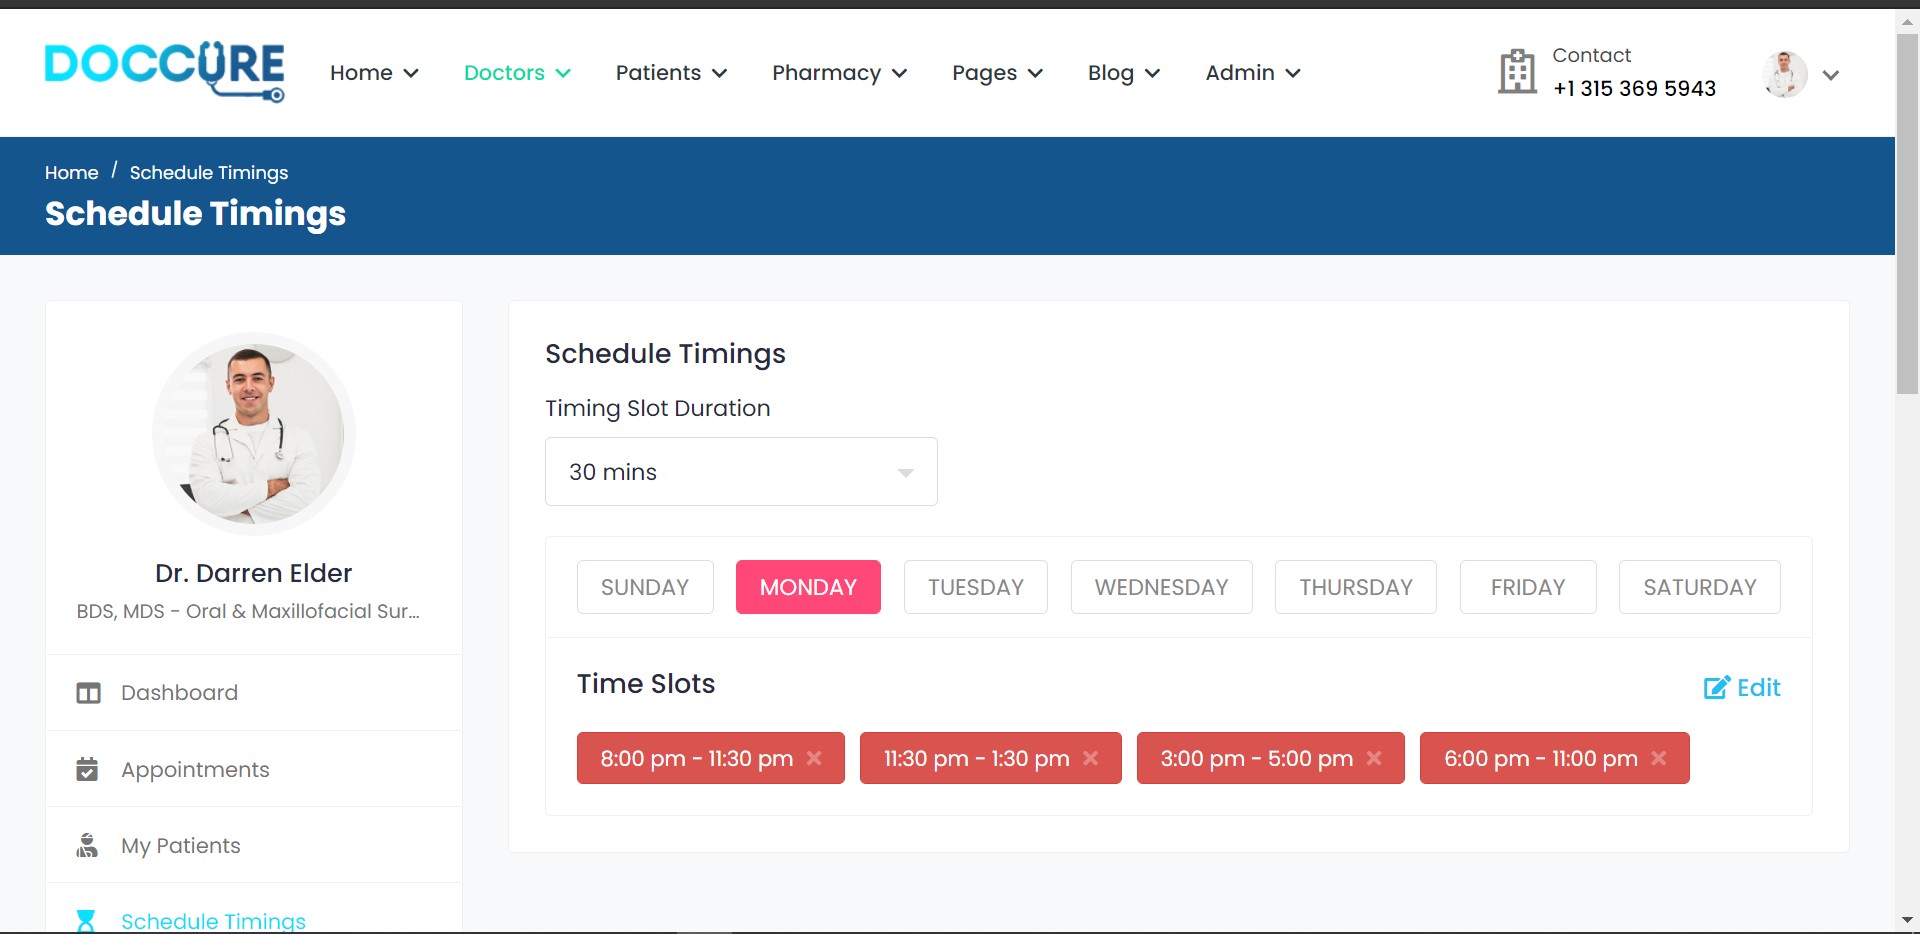 DOCCURE
Home Doctors Patients Pharmacy Pages Blog Admin
Contact
+1 315 369 5943
Home / Schedule Timings
Schedule Timings
Dr. Darren Elder
BDS, MDS - Oral & Maxillofacial Sur...
Dashboard
Appointments
My Patients
Schedule Timings
Schedule Timings
Timing Slot Duration
30 mins
SUNDAY MONDAY TUESDAY WEDNESDAY THURSDAY FRIDAY SATURDAY
Time Slots
Edit
8:00 pm - 11:30 pm 11:30 pm - 1:30 pm 3:00 pm - 5:00 pm 6:00 pm - 11:00 pm